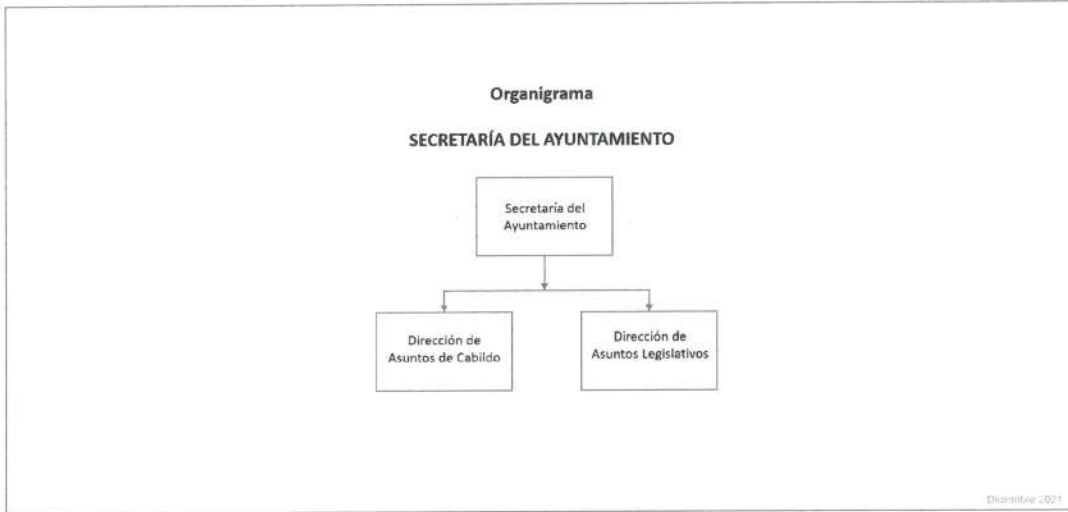 Organigrama
SECRETARÍA DEL AYUNTAMIENTO
Secretaría del
Ayuntamiento
Dirección de
Asuntos de Cabildo
Dirección de
Asuntos Legislativos
Diciembre 2021